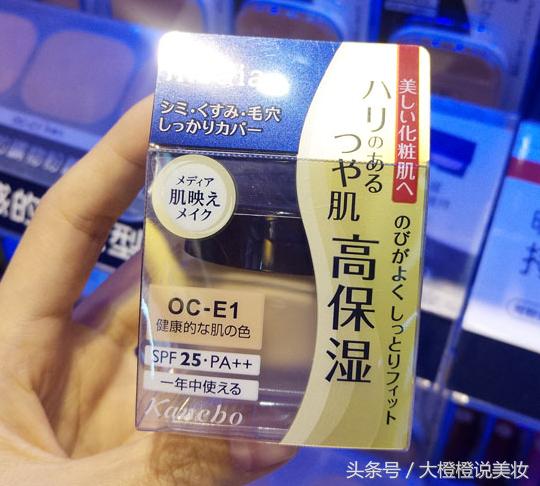 シミ・くすみ・毛穴
しっかりカバー
メディア
肌映え
メイク
美しい化粧肌へ
ハリのある
つや肌
高保湿
のびがよくしっとりフィット
OC-E1
健康的な肌の色
SPF 25・PA++
一年中使える
Kanebo
头条号 / 大橙橙说美妆